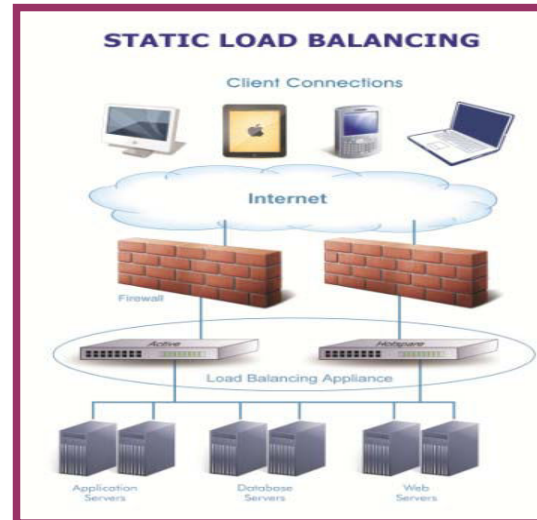 STATIC LOAD BALANCING
Client Connections
Internet
Firewall
Active
Hotspare
Load Balancing Appliance
Application
Servers
Database
Servers
Web
Servers